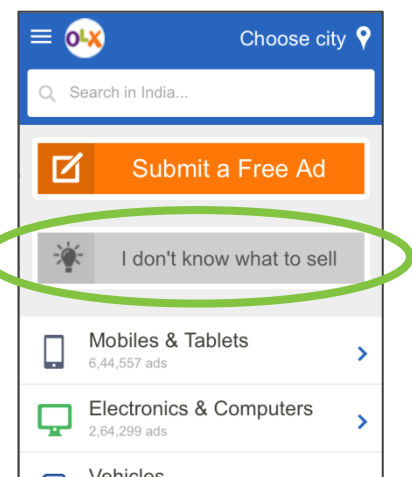 OLX
Choose city
Search in India...
Submit a Free Ad
I don't know what to sell
Mobiles & Tablets
6,44,557 ads
Electronics & Computers
2,64,299 ads
Vehicles